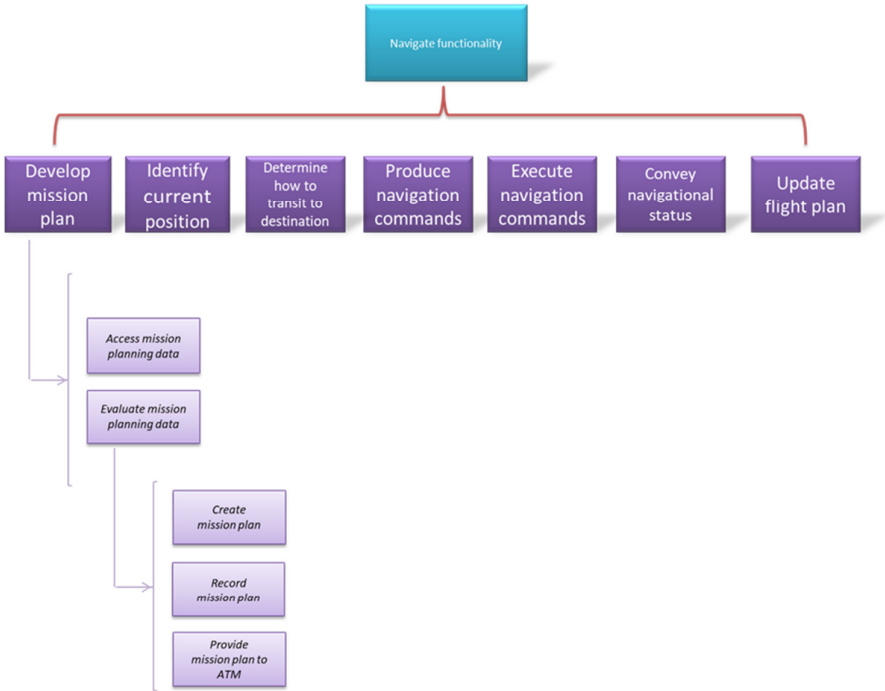 Navigate functionality
Develop
mission
plan
Identify
current
position
Determine
how to
transit to
destination
Produce
navigation
commands
Execute
navigation
commands
Convey
navigational
status
Update
flight plan
Access mission
planning data
Evaluate mission
planning data
Create
mission plan
Record
mission plan
Provide
mission plan to
ATM